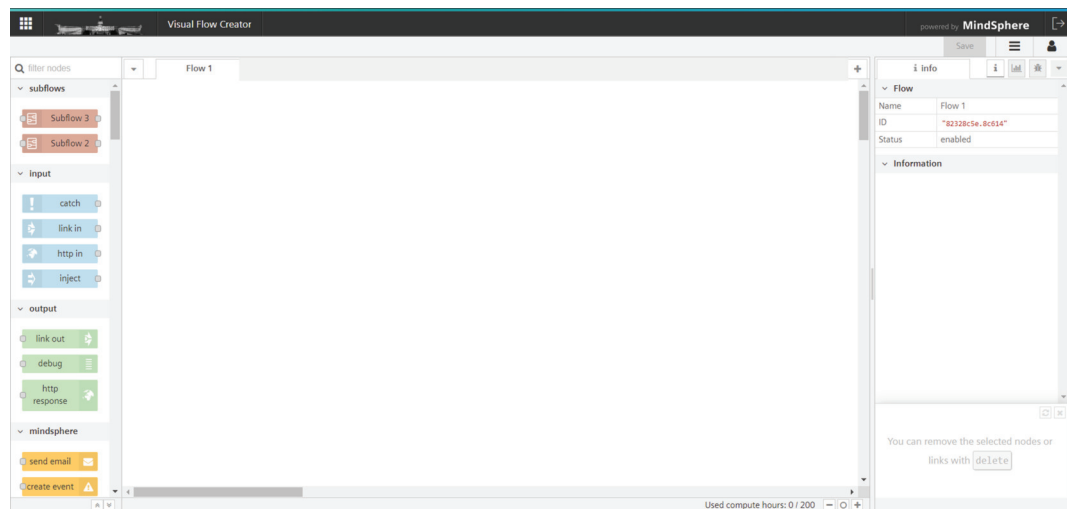 Visual Flow Creator
powered by MindSphere
Save
filter nodes
Flow 1
i info
subflows
Subflow 3
Subflow 2
input
catch
link in
http in
inject
output
link out
debug
http
response
mindsphere
send email
create event
Flow
Name Flow 1
ID "82328c5e.8c614"
Status enabled
Information
You can remove the selected nodes or
links with delete
Used compute hours: 0 / 200